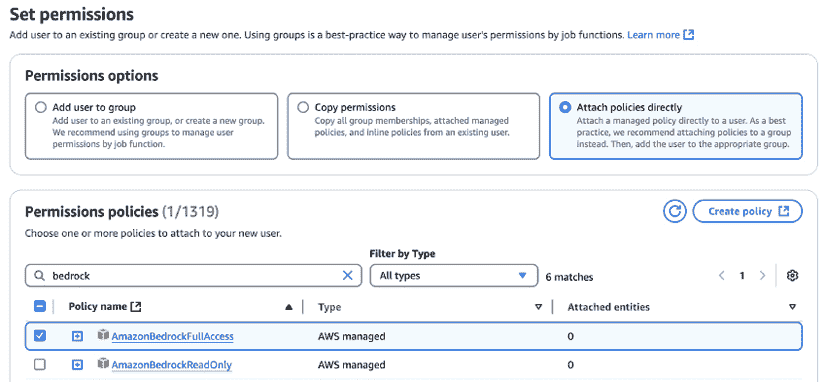 Set permissions
Add user to an existing group or create a new one. Using groups is a best-practice way to manage user's permissions by job functions. Learn more
Permissions options
Add user to group
Add user to an existing group, or create a new group.
We recommend using groups to manage user
permissions by job function.
Copy permissions
Copy all group memberships, attached managed
policies, and inline policies from an existing user.
Attach policies directly
Attach a managed policy directly to a user. As a best
practice, we recommend attaching policies to a group
instead. Then, add the user to the appropriate group.
Permissions policies (1/1319)
Create policy
Choose one or more policies to attach to your new user.
Filter by Type
bedrock
All types
6 matches
1
Policy name
Type
Attached entities
AmazonBedrockFullAccess
AWS managed
0
AmazonBedrockReadOnly
AWS managed
0